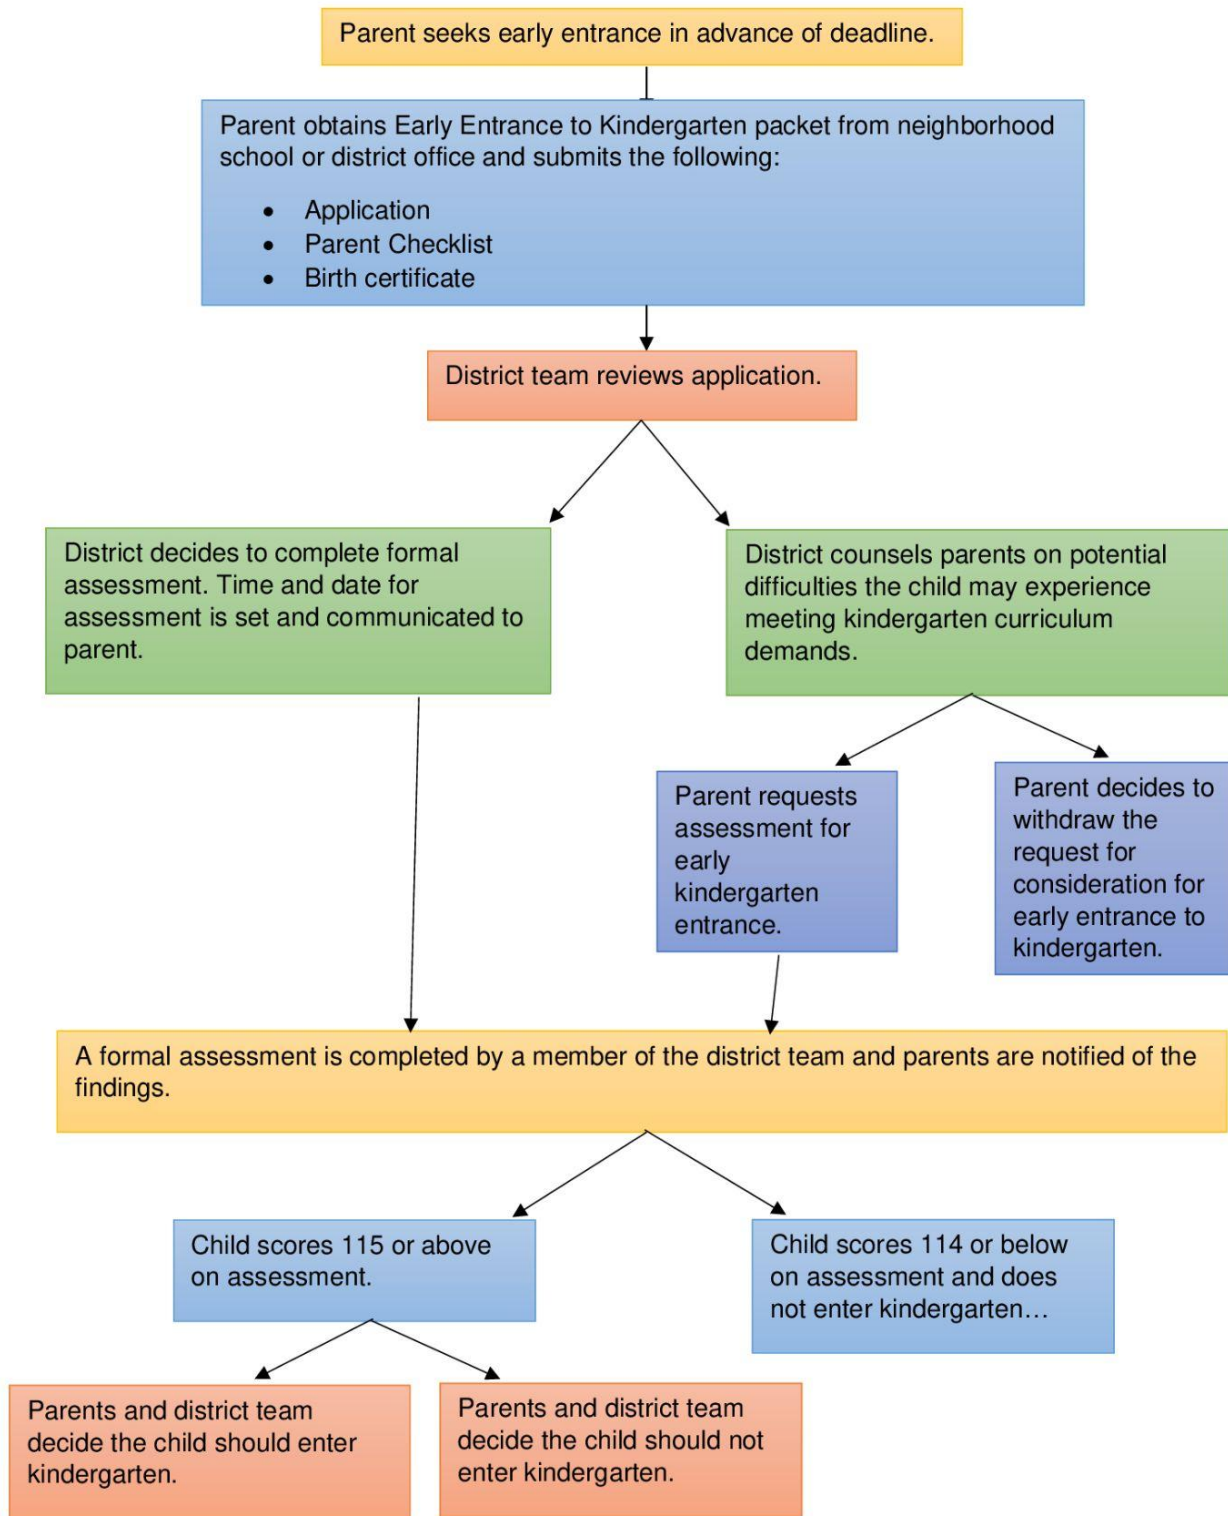 Parent seeks early entrance in advance of deadline.
Parent obtains Early Entrance to Kindergarten packet from neighborhood
school or district office and submits the following:
• Application
• Parent Checklist
• Birth certificate
District team reviews application.
District decides to complete formal
assessment. Time and date for
assessment is set and communicated to
parent.
District counsels parents on potential
difficulties the child may experience
meeting kindergarten curriculum
demands.
Parent requests
assessment for
early
kindergarten
entrance.
Parent decides to
withdraw the
request for
consideration for
early entrance to
kindergarten.
A formal assessment is completed by a member of the district team and parents are notified of the
findings.
Child scores 115 or above
on assessment.
Child scores 114 or below
on assessment and does
not enter kindergarten…
Parents and district team
decide the child should enter
kindergarten.
Parents and district team
decide the child should not
enter kindergarten.